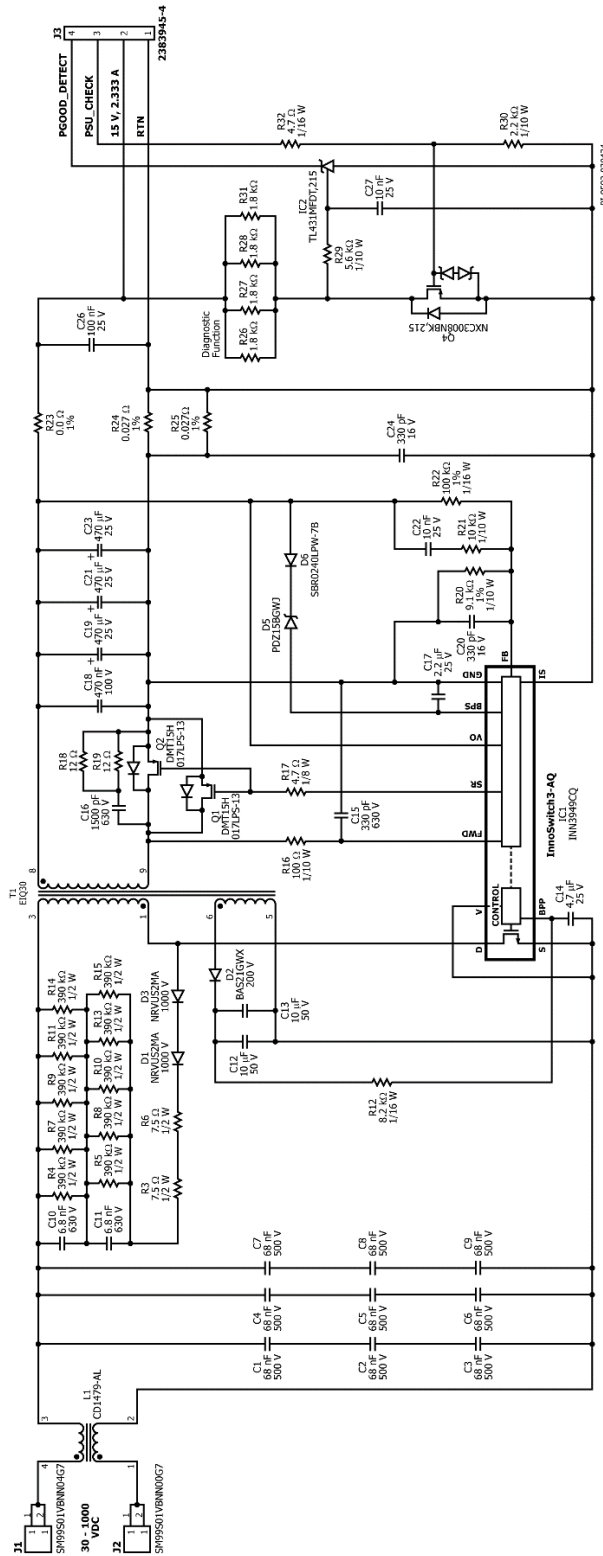 J1
1
1
1
2
SM99S01VBNN04G7
30 - 1000
VDC
J2
1
1
1
2
SM99S01VBNN00G7
4
3
1
2
L1
CD1479-AL
C1
68 nF
500 V
C2
68 nF
500 V
C3
68 nF
500 V
C4
68 nF
500 V
C5
68 nF
500 V
C6
68 nF
500 V
C7
68 nF
500 V
C8
68 nF
500 V
C9
68 nF
500 V
C10
6.8 nF
630 V
C11
6.8 nF
630 V
R4
390 kΩ
1/2 W
R7
390 kΩ
1/2 W
R9
390 kΩ
1/2 W
R11
390 kΩ
1/2 W
R14
390 kΩ
1/2 W
R5
390 kΩ
1/2 W
R8
390 kΩ
1/2 W
R10
390 kΩ
1/2 W
R13
390 kΩ
1/2 W
R15
390 kΩ
1/2 W
R3
7.5 Ω
1/2 W
R6
7.5 Ω
1/2 W
D1
NRVUS2MA
1000 V
D3
NRVUS2MA
1000 V
D2
BAS21GWX
200 V
C12
10 µF
50 V
C13
10 µF
50 V
R12
8.2 kΩ
1/16 W
T1
EIQ30
3
1
6
5
8
9
C16
1500 pF
630 V
R18
12 Ω
R19
12 Ω
Q2
DMT15H
017LPS-13
Q1
DMT15H
017LPS-13
R16
100 Ω
1/10 W
C15
330 pF
630 V
R17
4.7 Ω
1/8 W
C18
470 nF
100 V
C19
470 µF
25 V
+
C21
470 µF
25 V
+
C23
470 µF
25 V
+
D5
PDZ15BGWJ
D6
SBR0240LPW-7B
C17
2.2 µF
25 V
C20
330 pF
16 V
R20
9.1 kΩ
1%
1/10 W
C22
10 nF
25 V
R21
10 kΩ
1/10 W
R22
100 kΩ
1%
1/16 W
D
S
V
CONTROL
BPP
FWD
SR
VO
BPS
GND
FB
IS
InnoSwitch3-AQ
IC1
INN3949CQ
C14
4.7 µF
25 V
R23
0.0 Ω
1%
R24
0.027 Ω
1%
R25
0.027Ω
1%
C24
330 pF
16 V
C26
100 nF
25 V
Diagnostic
Function
R26
1.8 kΩ
R27
1.8 kΩ
R28
1.8 kΩ
R31
1.8 kΩ
R29
5.6 kΩ
1/10 W
IC2
TL431MFDT,215
C27
10 nF
25 V
Q4
NXC3008NBK,215
R32
4.7 Ω
1/16 W
R30
2.2 kΩ
1/10 W
PGOOD_DETECT
PSU_CHECK
15 V, 2.333 A
RTN
J3
4
3
2
1
2383945-4